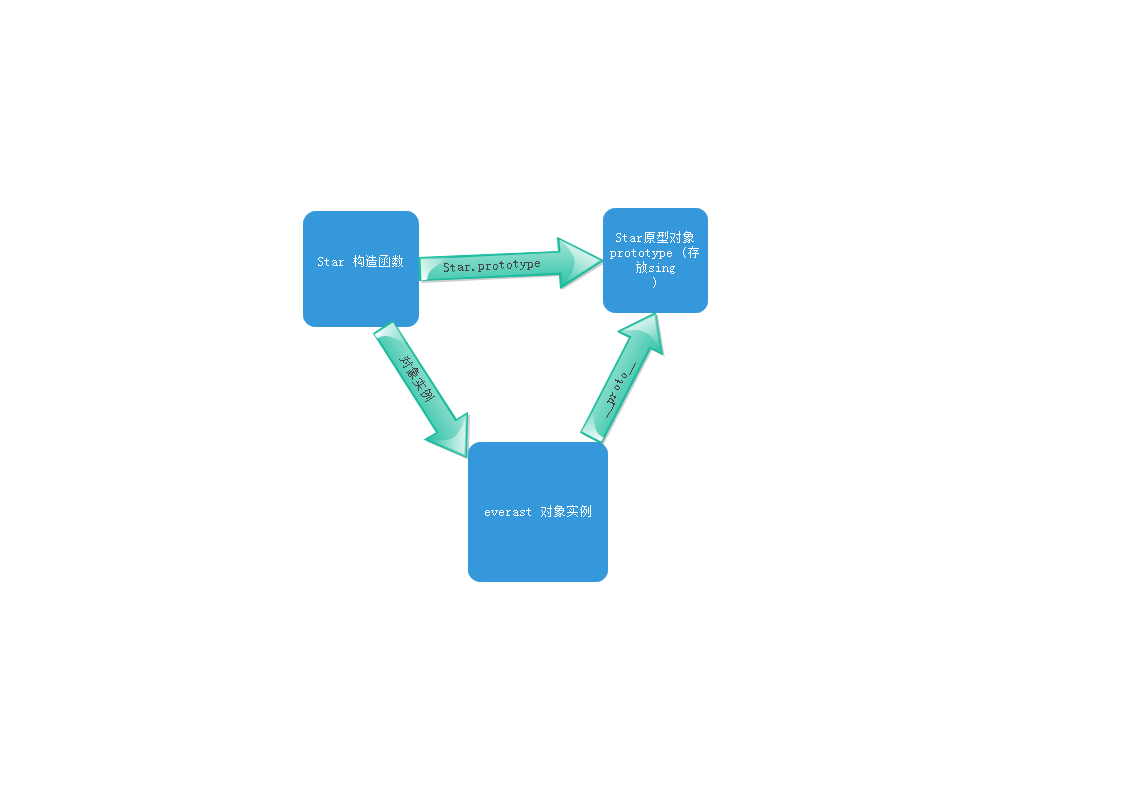 Star 构造函数
Star.prototype
Star原型对象
prototype（存
放sing
）
对象实例
__proto__
everast 对象实例